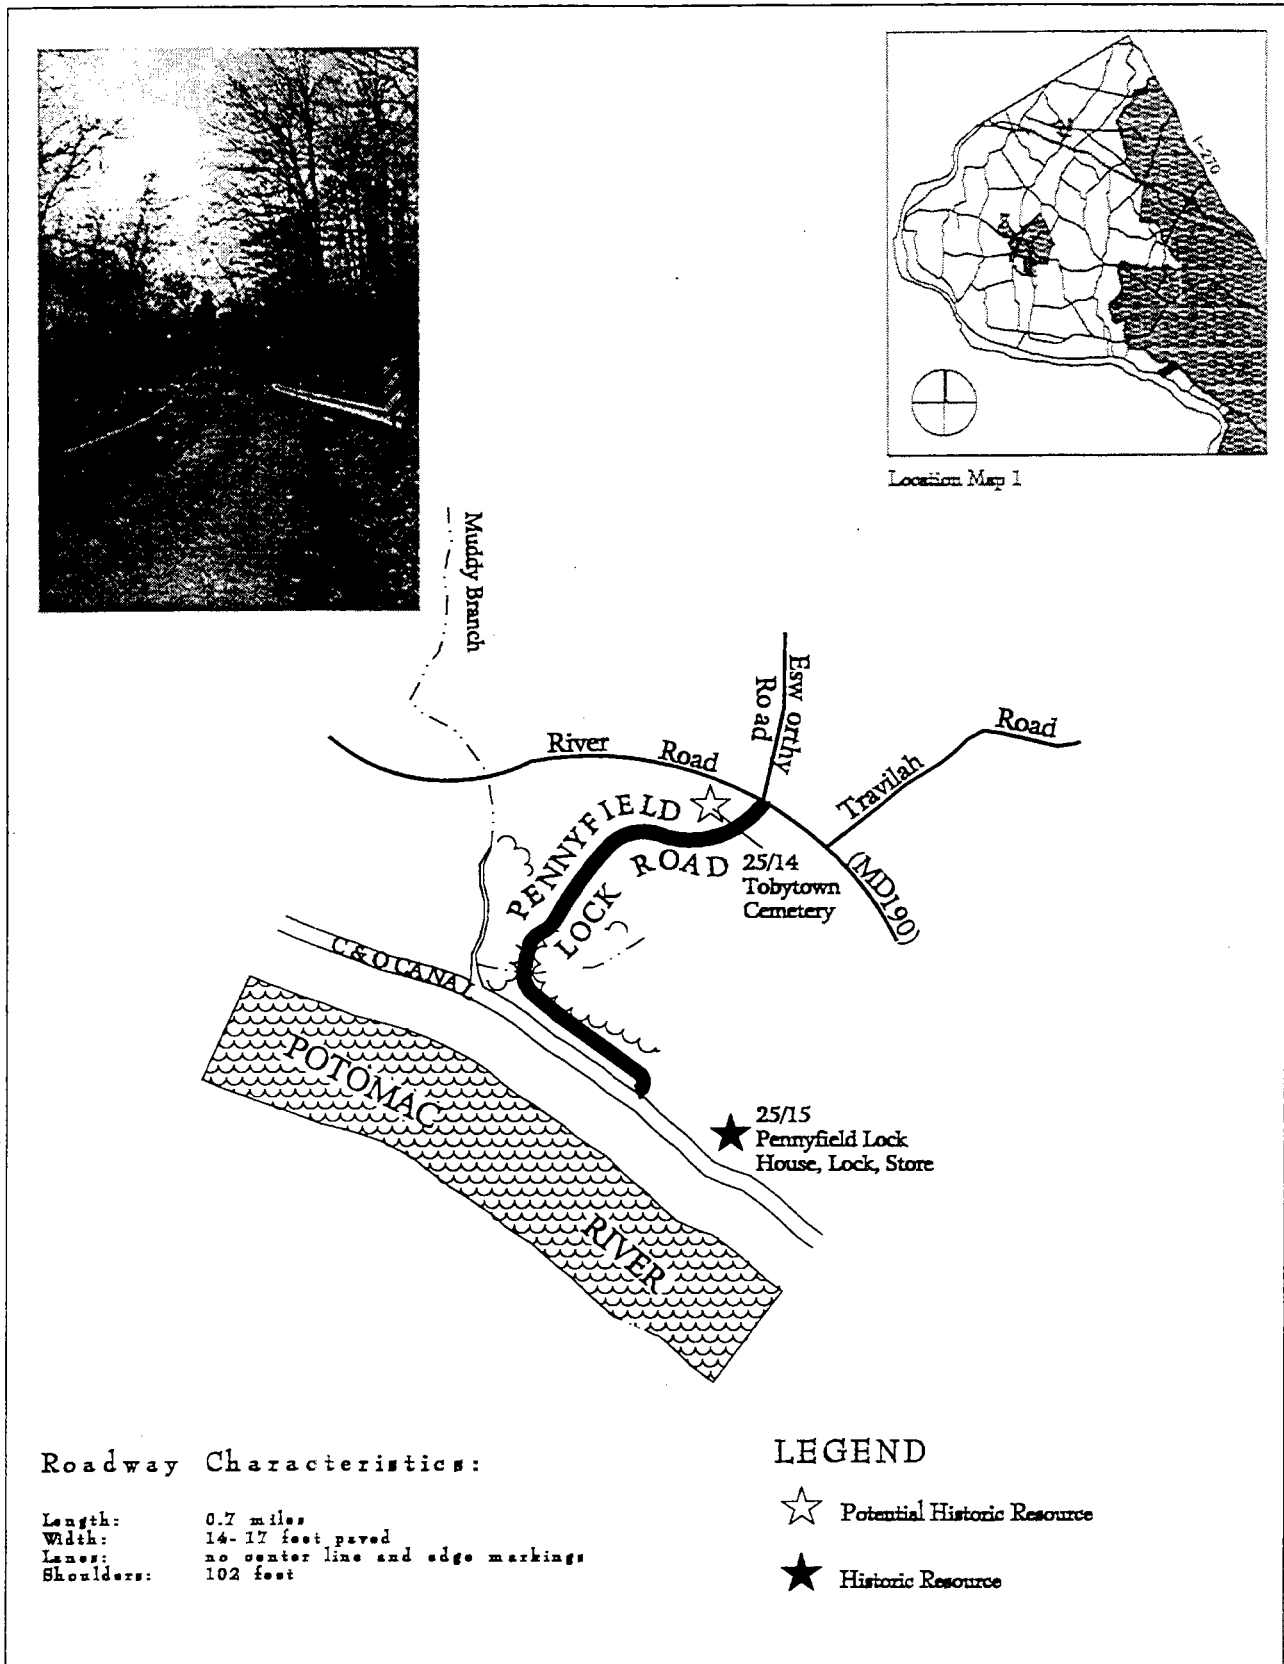 I-270
Location Map 1
Muddy Branch
Esworthy
Road
River Road
Travilah Road
PENNYFIELD
LOCK ROAD
25/14
Tobytown
Cemetery
(MD190)
C & O CANAL
POTOMAC
RIVER
25/15
Pennyfield Lock
House, Lock, Store
Roadway Characteristics:
Length: 0.7 miles
Width: 14-17 feet paved
Lanes: no center line and edge markings
Shoulders: 102 feet
LEGEND
Potential Historic Resource
Historic Resource